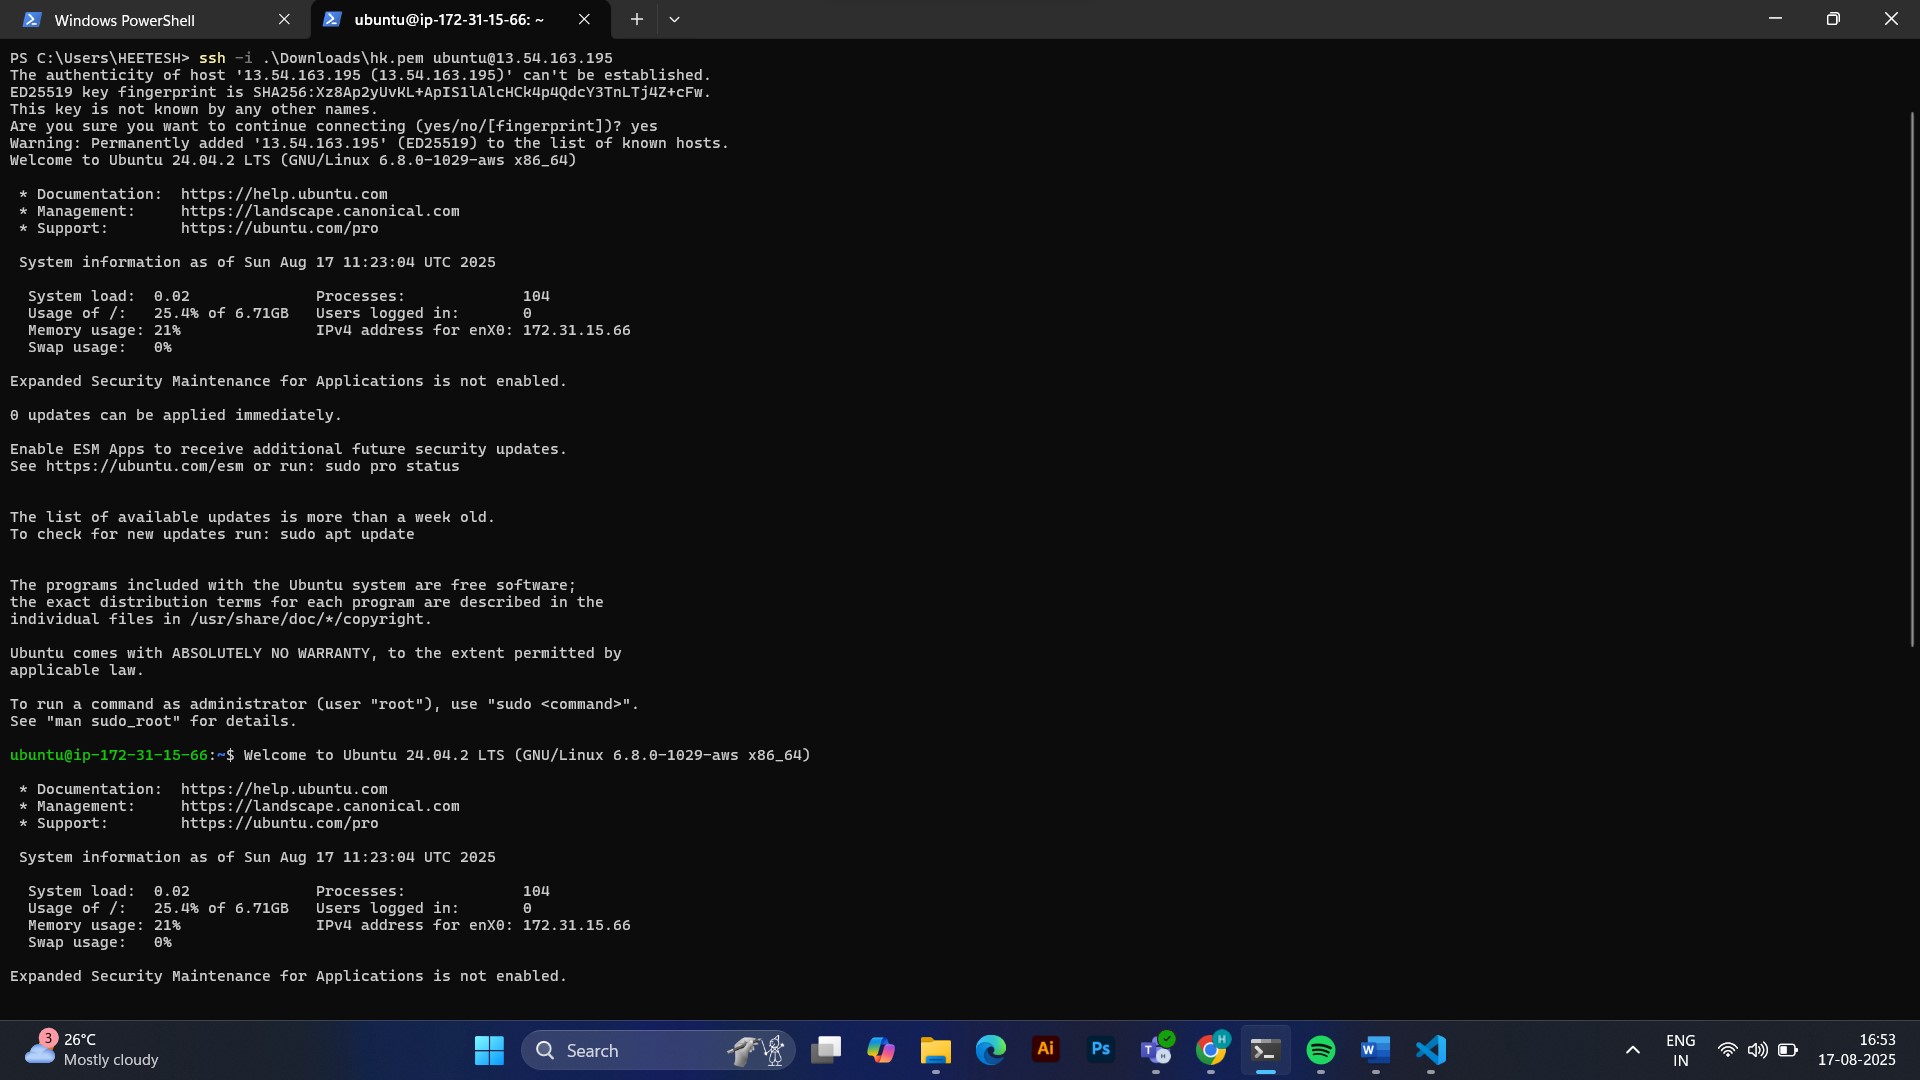 Windows PowerShell
ubuntu@ip-172-31-15-66: ~
PS C:\Users\HEETESH> ssh -i .\Downloads\hk.pem ubuntu@13.54.163.195
The authenticity of host '13.54.163.195 (13.54.163.195)' can't be established.
ED25519 key fingerprint is SHA256:Xz8Ap2yUvKL+ApIS1lAlcHCk4p4QdcY3TnLTj4Z+cFw.
This key is not known by any other names.
Are you sure you want to continue connecting (yes/no/[fingerprint])? yes
Warning: Permanently added '13.54.163.195' (ED25519) to the list of known hosts.
Welcome to Ubuntu 24.04.2 LTS (GNU/Linux 6.8.0-1029-aws x86_64)
* Documentation:  https://help.ubuntu.com
* Management:     https://landscape.canonical.com
* Support:        https://ubuntu.com/pro
System information as of Sun Aug 17 11:23:04 UTC 2025
System load:  0.02              Processes:             104
Usage of /:   25.4% of 6.71GB   Users logged in:       0
Memory usage: 21%               IPv4 address for enX0: 172.31.15.66
Swap usage:   0%
Expanded Security Maintenance for Applications is not enabled.
0 updates can be applied immediately.
Enable ESM Apps to receive additional future security updates.
See https://ubuntu.com/esm or run: sudo pro status
The list of available updates is more than a week old.
To check for new updates run: sudo apt update
The programs included with the Ubuntu system are free software;
the exact distribution terms for each program are described in the
individual files in /usr/share/doc/*/copyright.
Ubuntu comes with ABSOLUTELY NO WARRANTY, to the extent permitted by
applicable law.
To run a command as administrator (user "root"), use "sudo <command>".
See "man sudo_root" for details.
ubuntu@ip-172-31-15-66:~$ Welcome to Ubuntu 24.04.2 LTS (GNU/Linux 6.8.0-1029-aws x86_64)
* Documentation:  https://help.ubuntu.com
* Management:     https://landscape.canonical.com
* Support:        https://ubuntu.com/pro
System information as of Sun Aug 17 11:23:04 UTC 2025
System load:  0.02              Processes:             104
Usage of /:   25.4% of 6.71GB   Users logged in:       0
Memory usage: 21%               IPv4 address for enX0: 172.31.15.66
Swap usage:   0%
Expanded Security Maintenance for Applications is not enabled.
3
26°C
Mostly cloudy
Search
Ai
Ps
T
H
H
W
ENG
IN
16:53
17-08-2025